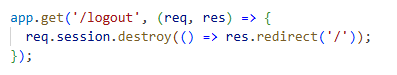 app.get('/logout', (req, res) => {
  req.session.destroy(() => res.redirect('/'));
});